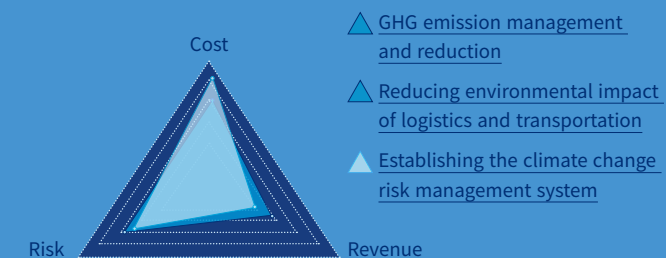 Cost
Risk
Revenue
GHG emission management
and reduction
Reducing environmental impact
of logistics and transportation
Establishing the climate change
risk management system